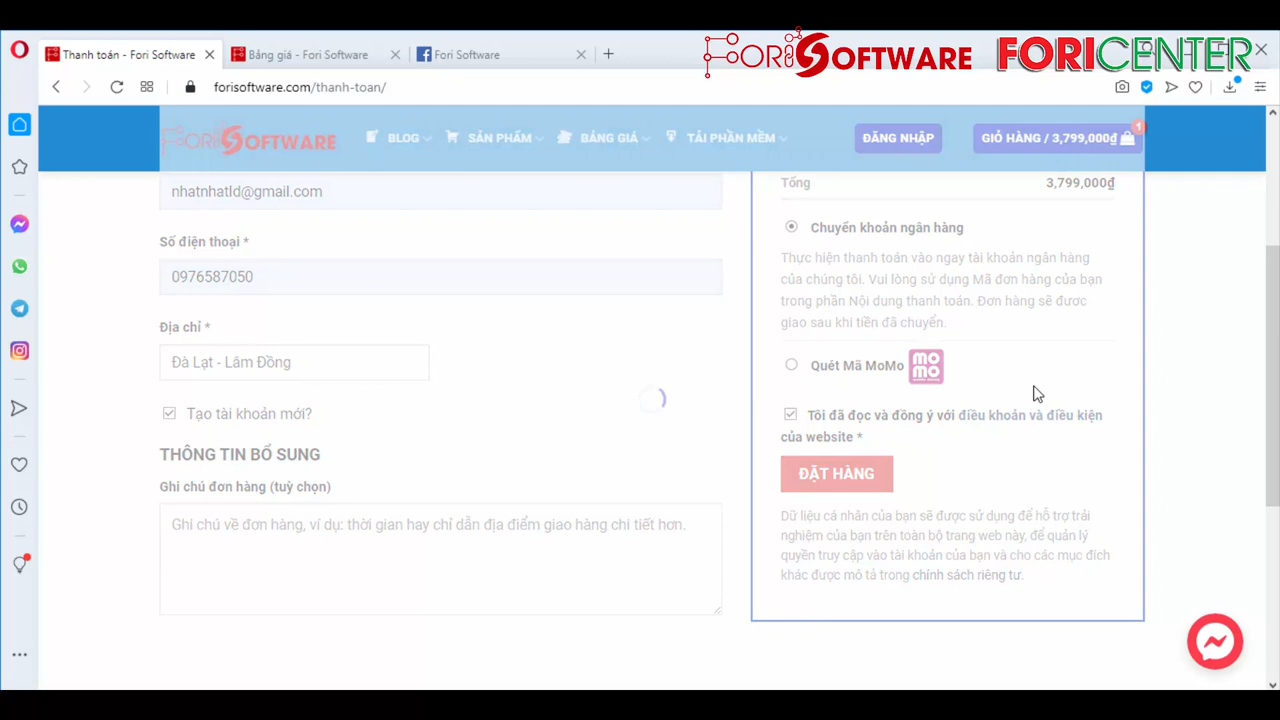 FORI SOFTWARE FORICENTER
Thanh toán - Fori Software Bảng giá - Fori Software Fori Software
forisoftware.com/thanh-toan/
FORI SOFTWARE BLOG SẢN PHẨM BẢNG GIÁ TẢI PHẦN MỀM ĐĂNG NHẬP GIỎ HÀNG / 3,799,000₫ 1
nhatnhatld@gmail.com
Số điện thoại *
0976587050
Địa chỉ *
Đà Lạt - Lâm Đồng
Tạo tài khoản mới?
THÔNG TIN BỔ SUNG
Ghi chú đơn hàng (tuỳ chọn)
Ghi chú về đơn hàng, ví dụ: thời gian hay chỉ dẫn địa điểm giao hàng chi tiết hơn.
Tổng 3,799,000₫
Chuyển khoản ngân hàng
Thực hiện thanh toán vào ngay tài khoản ngân hàng
của chúng tôi. Vui lòng sử dụng Mã đơn hàng của bạn
trong phần Nội dung thanh toán. Đơn hàng sẽ đươc
giao sau khi tiền đã chuyển.
Quét Mã MoMo mo mo
Tôi đã đọc và đồng ý với điều khoản và điều kiện
của website *
ĐẶT HÀNG
Dữ liệu cá nhân của bạn sẽ được sử dụng để hỗ trợ trải
nghiệm của bạn trên toàn bộ trang web này, để quản lý
quyền truy cập vào tài khoản của bạn và cho các mục đích
khác được mô tả trong chính sách riêng tư.